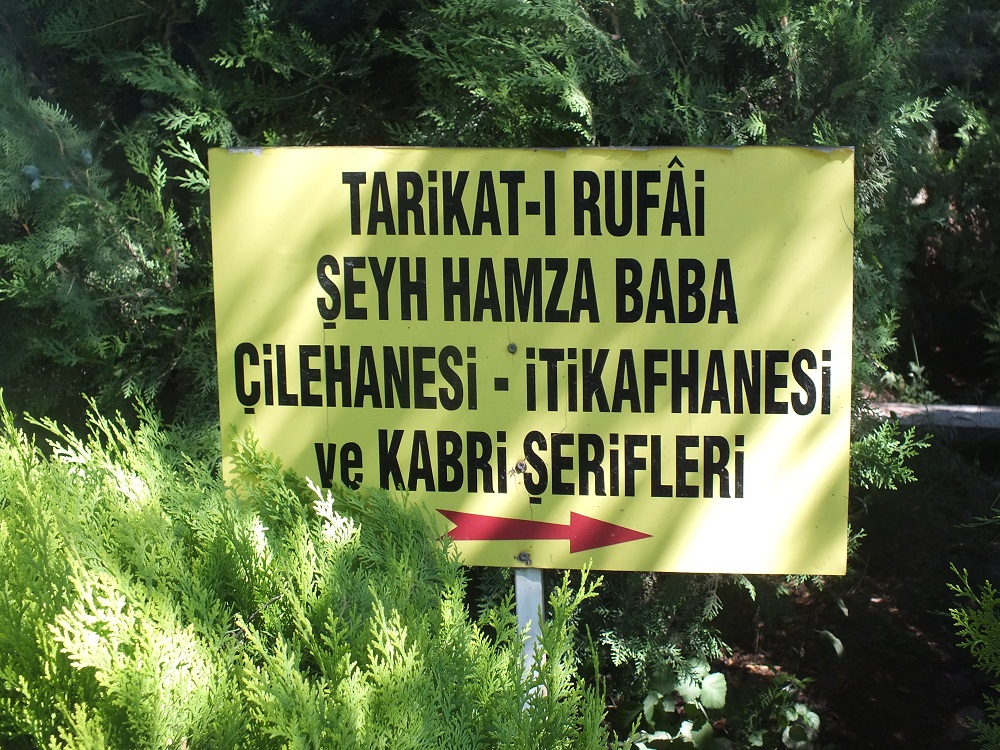 TARiKAT-I RUFÂi
ŞEYH HAMZA BABA
ÇiLEHANESi - iTiKAFHANESi
ve KABRi ŞERiFLERi